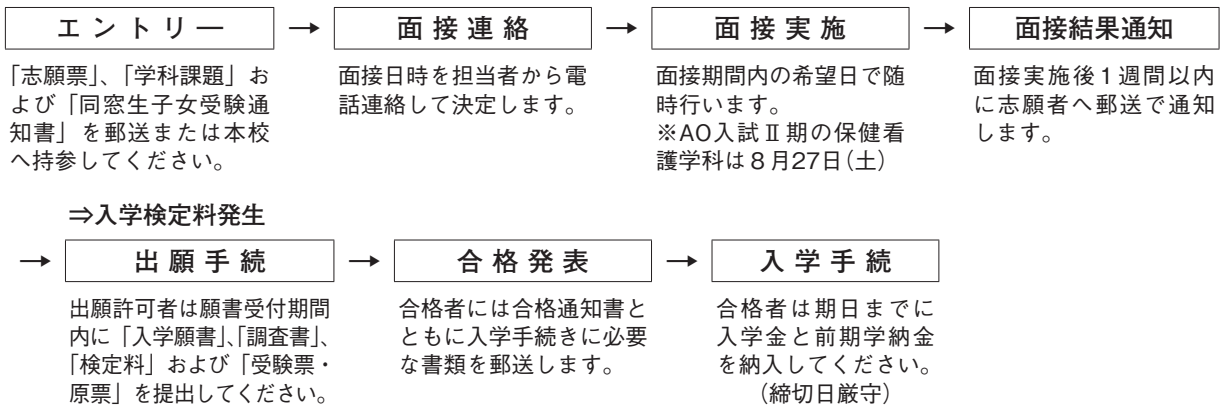 エントリー → 面接連絡 → 面接実施 → 面接結果通知
「志願票」、「学科課題」お
よび「同窓生子女受験通
知書」を郵送または本校
へ持参してください。
面接日時を担当者から電
話連絡して決定します。
面接期間内の希望日で随
時行います。
※AO入試Ⅱ期の保健看
護学科は8月27日(土)
面接実施後1週間以内
に志願者へ郵送で通知
します。
⇒入学検定料発生
→ 出願手続 → 合格発表 → 入学手続
出願許可者は願書受付期間
内に「入学願書」、「調査書」、
「検定料」および「受験票・
原票」を提出してください。
合格者には合格通知書と
ともに入学手続きに必要
な書類を郵送します。
合格者は期日までに
入学金と前期学納金
を納入してください。
(締切日厳守)